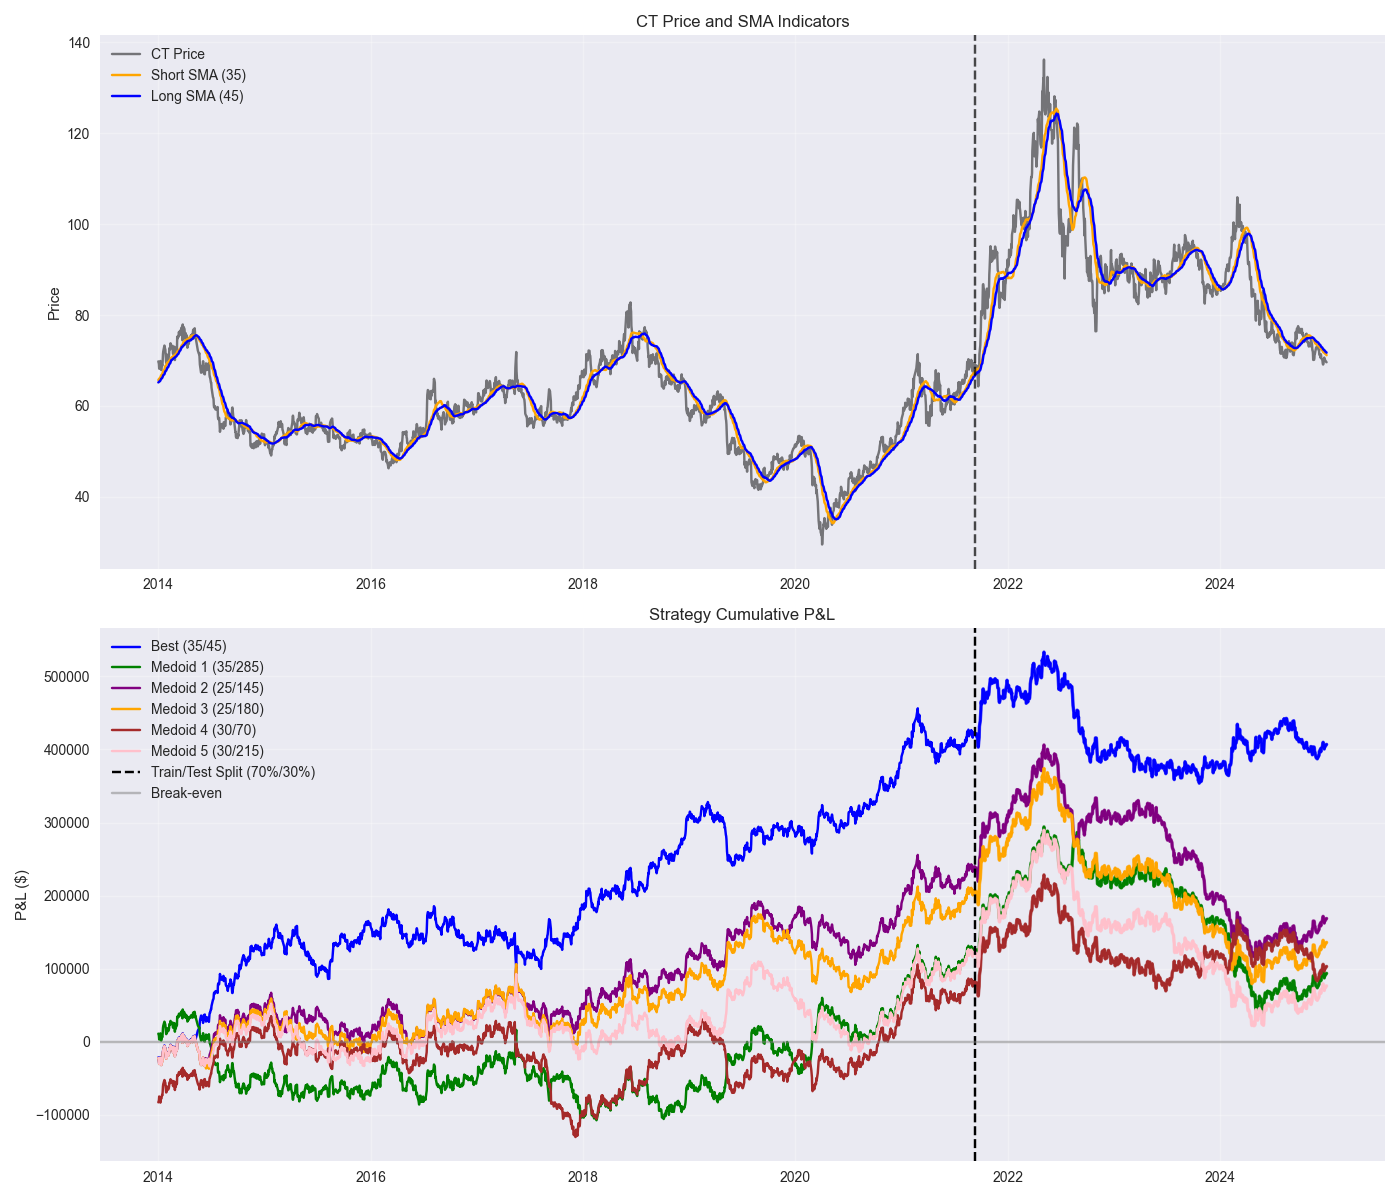 CT Price and SMA Indicators
CT Price
Short SMA (35)
Long SMA (45)
Price
140
120
100
80
60
40
2014
2016
2018
2020
2022
2024
Strategy Cumulative P&L
Best (35/45)
Medoid 1 (35/285)
Medoid 2 (25/145)
Medoid 3 (25/180)
Medoid 4 (30/70)
Medoid 5 (30/215)
Train/Test Split (70%/30%)
Break-even
P&L ($)
500000
400000
300000
200000
100000
0
−100000
2014
2016
2018
2020
2022
2024